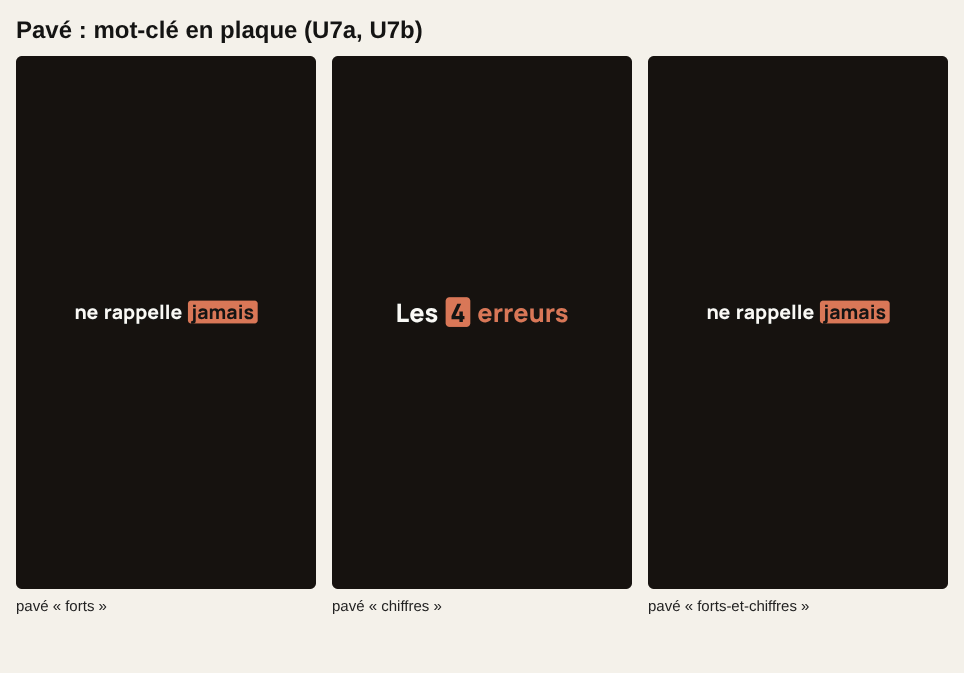 Pavé : mot-clé en plaque (U7a, U7b)
ne rappelle jamais
Les 4 erreurs
ne rappelle jamais
pavé « forts »
pavé « chiffres »
pavé « forts-et-chiffres »